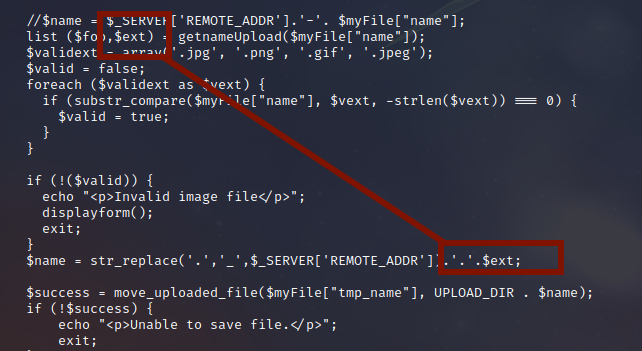 //$name = $_SERVER['REMOTE_ADDR'].'-'. $myFile["name"];
list ($foo,$ext) = getnameUpload($myFile["name"]);
$validext = array('.jpg', '.png', '.gif', '.jpeg');
$valid = false;
foreach ($validext as $vext) {
if (substr_compare($myFile["name"], $vext, -strlen($vext)) === 0) {
$valid = true;
}
}
if (!($valid)) {
echo "<p>Invalid image file</p>";
displayform();
exit;
}
$name = str_replace('.','_',$_SERVER['REMOTE_ADDR']).'.'.$ext;
$success = move_uploaded_file($myFile["tmp_name"], UPLOAD_DIR . $name);
if (!$success) {
echo "<p>Unable to save file.</p>";
exit;